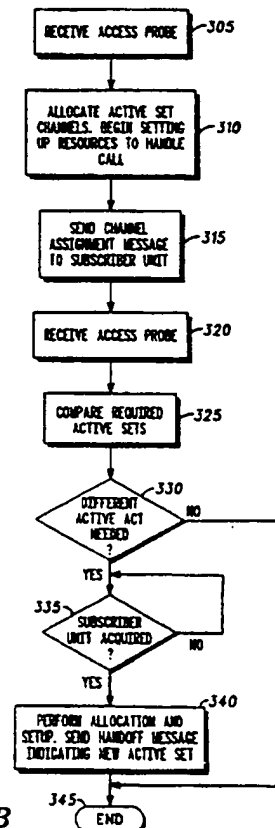 RECEIVE ACCESS PROBE
305
ALLOCATE ACTIVE SET
CHANNELS. BEGIN SETTING
UP RESOURCES TO HANDLE
CALL
310
SEND CHANNEL
ASSIGNMENT MESSAGE
TO SUBSCRIBER UNIT
315
RECEIVE ACCESS PROBE
320
COMPARE REQUIRED
ACTIVE SETS
325
330
DIFFERENT
ACTIVE ACT
NEEDED
?
NO
YES
335
SUBSCRIBER
UNIT ACQUIRED
?
NO
YES
340
PERFORM ALLOCATION AND
SETUP. SEND HANDOFF MESSAGE
INDICATING NEW ACTIVE SET
345
END